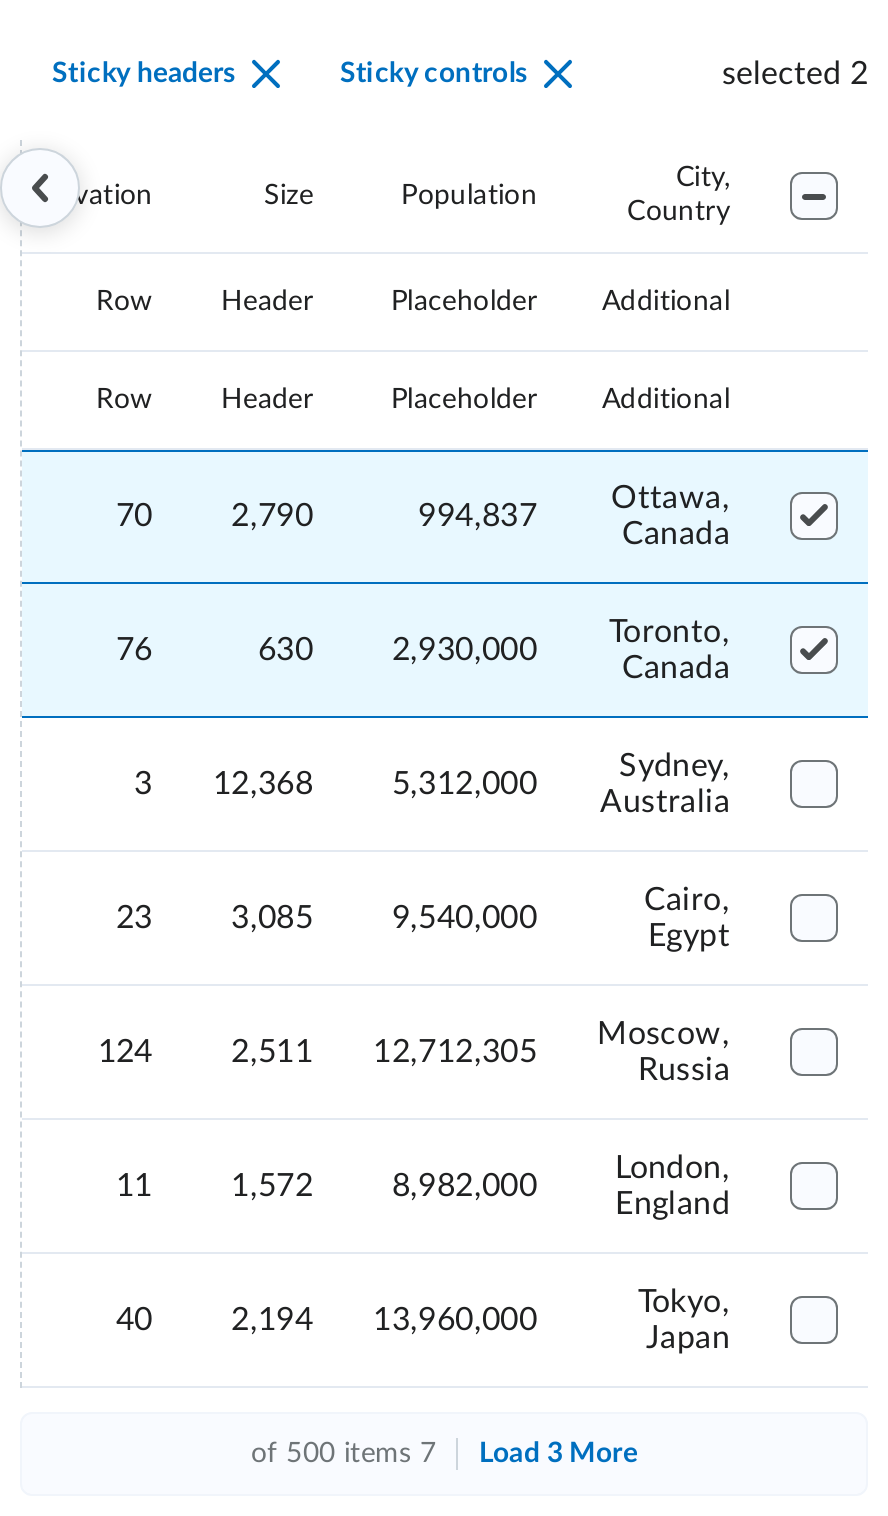 Sticky headers Sticky controls selected 2
vation Size Population City, Country
Row Header Placeholder Additional
Row Header Placeholder Additional
70 2,790 994,837 Ottawa, Canada
76 630 2,930,000 Toronto, Canada
3 12,368 5,312,000 Sydney, Australia
23 3,085 9,540,000 Cairo, Egypt
124 2,511 12,712,305 Moscow, Russia
11 1,572 8,982,000 London, England
40 2,194 13,960,000 Tokyo, Japan
of 500 items 7 Load 3 More